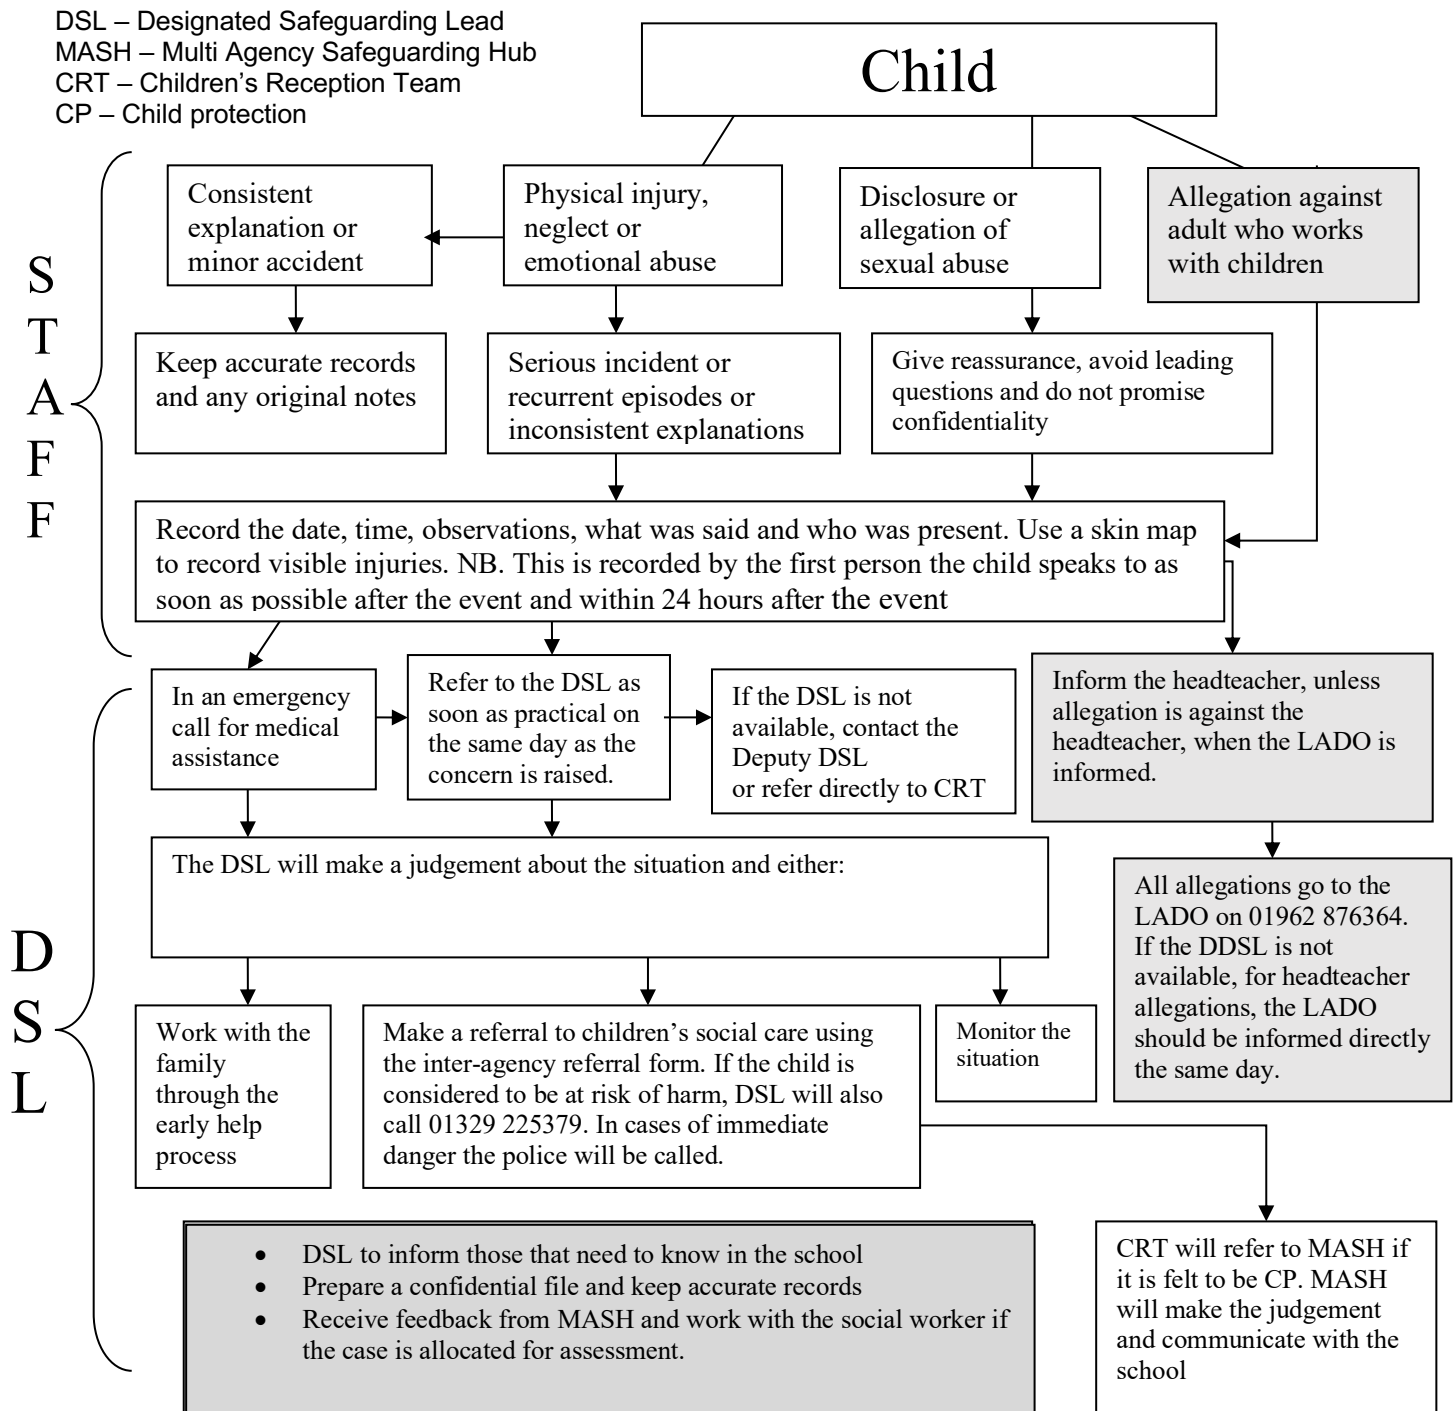 DSL – Designated Safeguarding Lead
MASH – Multi Agency Safeguarding Hub
CRT – Children's Reception Team
CP – Child protection
Child
S
T
A
F
F
Consistent
explanation or
minor accident
Physical injury,
neglect or
emotional abuse
Disclosure or
allegation of
sexual abuse
Allegation against
adult who works
with children
Keep accurate records
and any original notes
Serious incident or
recurrent episodes or
inconsistent explanations
Give reassurance, avoid leading
questions and do not promise
confidentiality
Record the date, time, observations, what was said and who was present. Use a skin map
to record visible injuries. NB. This is recorded by the first person the child speaks to as
soon as possible after the event and within 24 hours after the event
D
S
L
In an emergency
call for medical
assistance
Refer to the DSL as
soon as practical on
the same day as the
concern is raised.
If the DSL is not
available, contact the
Deputy DSL
or refer directly to CRT
Inform the headteacher, unless
allegation is against the
headteacher, when the LADO is
informed.
The DSL will make a judgement about the situation and either:
All allegations go to the
LADO on 01962 876364.
If the DDSL is not
available, for headteacher
allegations, the LADO
should be informed directly
the same day.
Work with the
family
through the
early help
process
Make a referral to children's social care using
the inter-agency referral form. If the child is
considered to be at risk of harm, DSL will also
call 01329 225379. In cases of immediate
danger the police will be called.
Monitor the
situation
• DSL to inform those that need to know in the school
• Prepare a confidential file and keep accurate records
• Receive feedback from MASH and work with the social worker if
the case is allocated for assessment.
CRT will refer to MASH if
it is felt to be CP. MASH
will make the judgement
and communicate with the
school